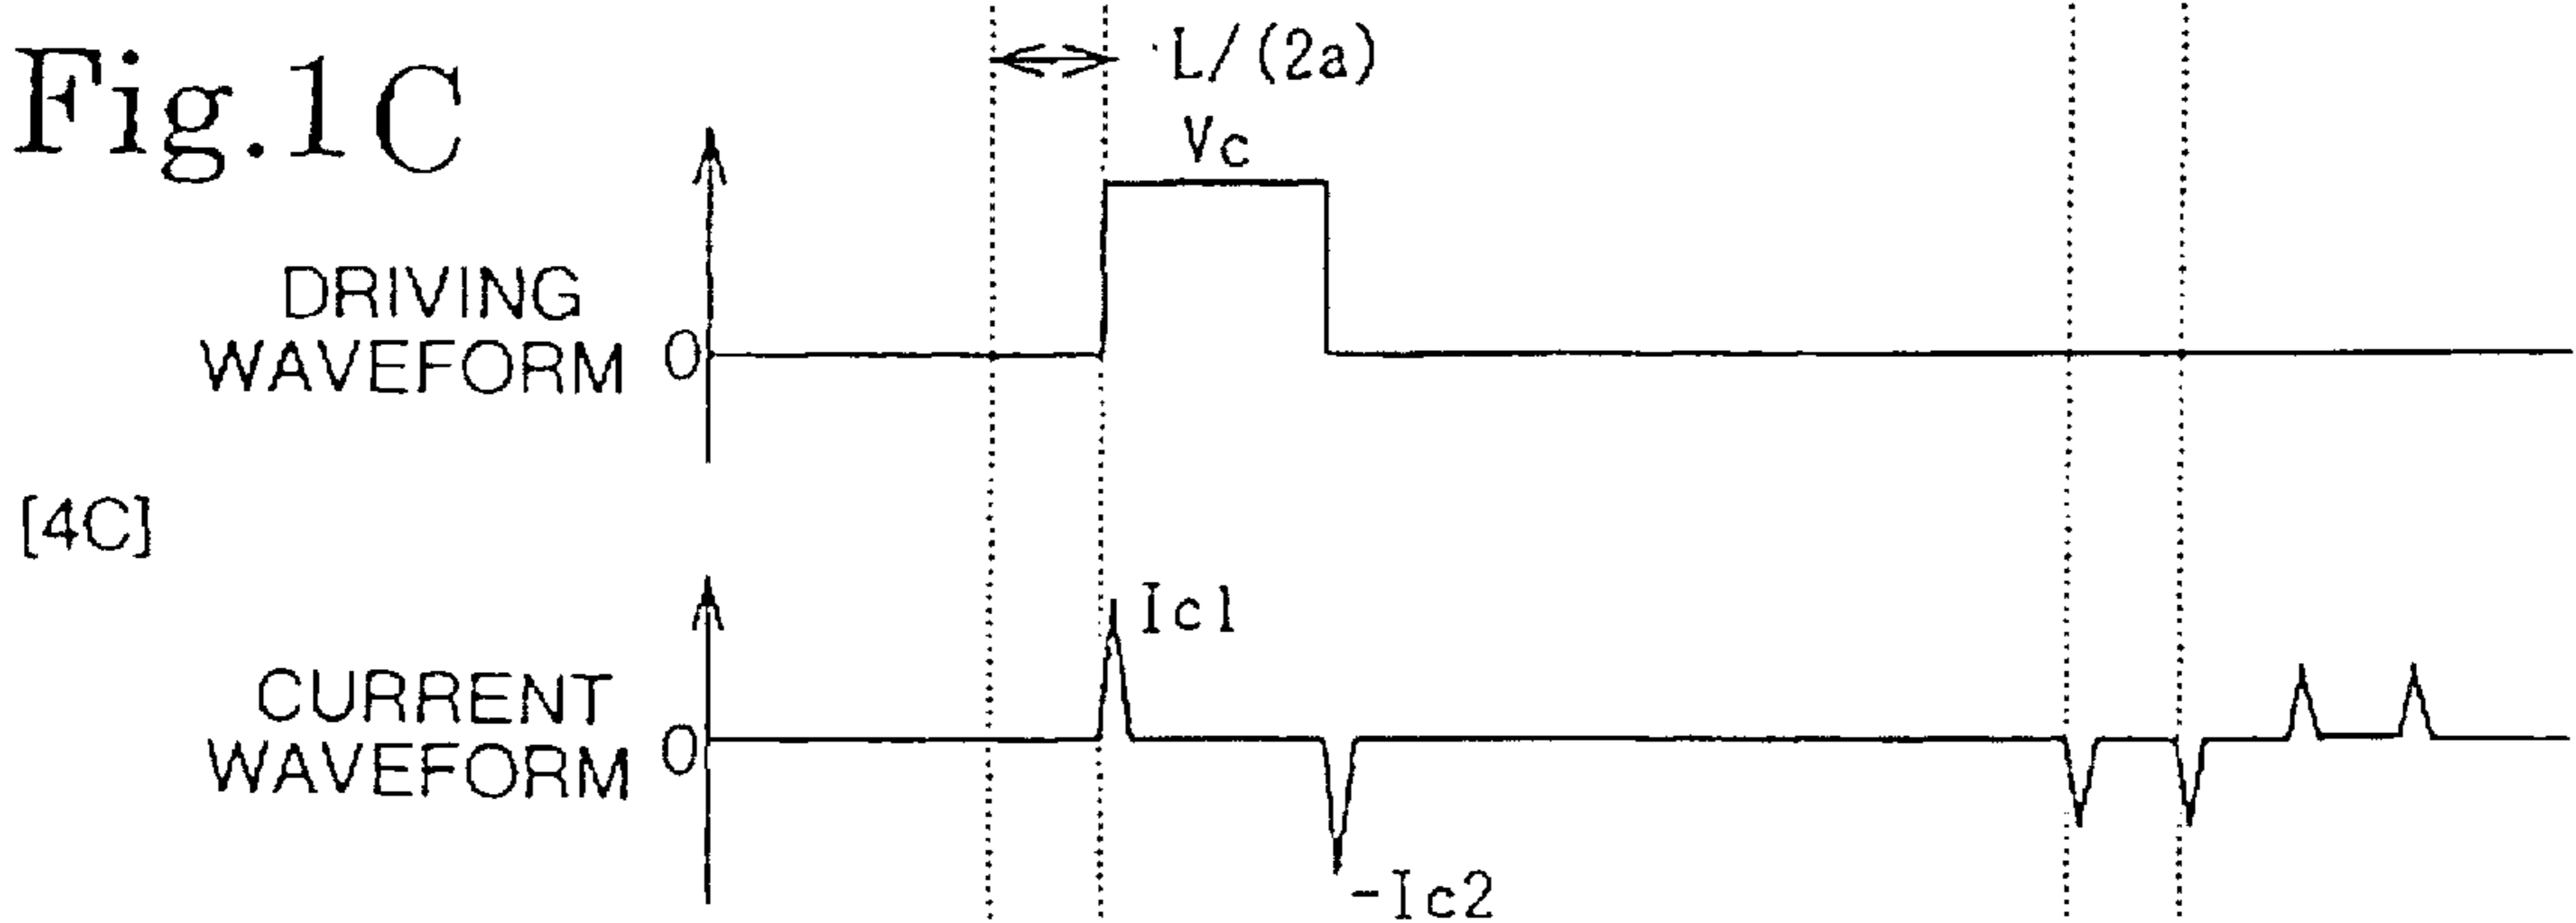 Fig.1C
L/(2a)
Vc
DRIVING
WAVEFORM
0
[4C]
Ic1
CURRENT
WAVEFORM
0
-Ic2